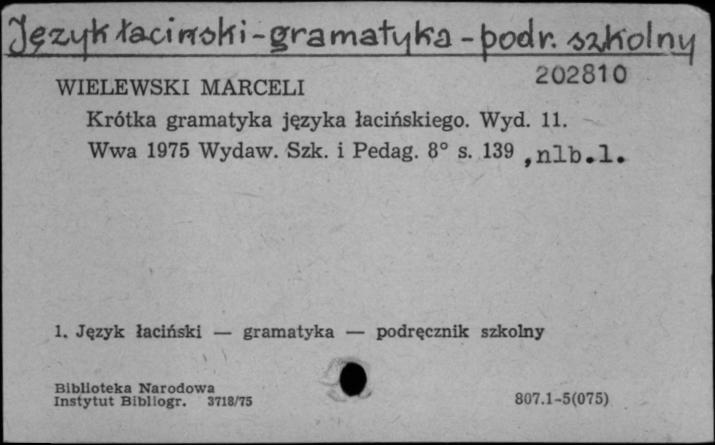 Język łaciński - gramatyka - podr. szkolny
202810
WIELEWSKI MARCELI
Krótka gramatyka języka łacińskiego. Wyd. 11.
Wwa 1975 Wydaw. Szk. i Pedag. 8° s. 139 , nlb.1.
1. Język łaciński — gramatyka — podręcznik szkolny
Biblioteka Narodowa
Instytut Bibliogr. 3718/75
807.1-5(075)